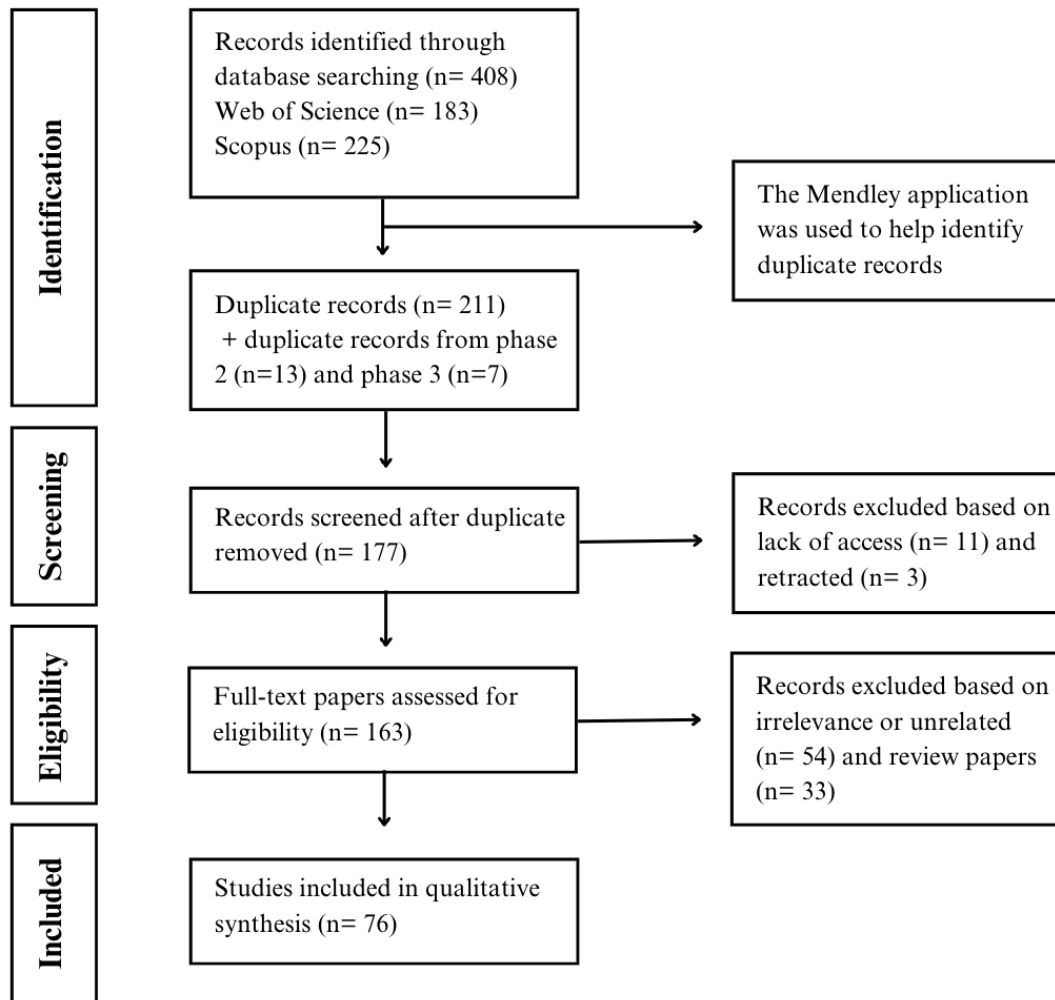 Identification
Records identified through
database searching (n= 408)
Web of Science (n= 183)
Scopus (n= 225)
The Mendley application
was used to help identify
duplicate records
Duplicate records (n= 211)
+ duplicate records from phase
2 (n=13) and phase 3 (n=7)
Screening
Records screened after duplicate
removed (n= 177)
Records excluded based on
lack of access (n= 11) and
retracted (n= 3)
Eligibility
Full-text papers assessed for
eligibility (n= 163)
Records excluded based on
irrelevance or unrelated
(n= 54) and review papers
(n= 33)
Included
Studies included in qualitative
synthesis (n= 76)